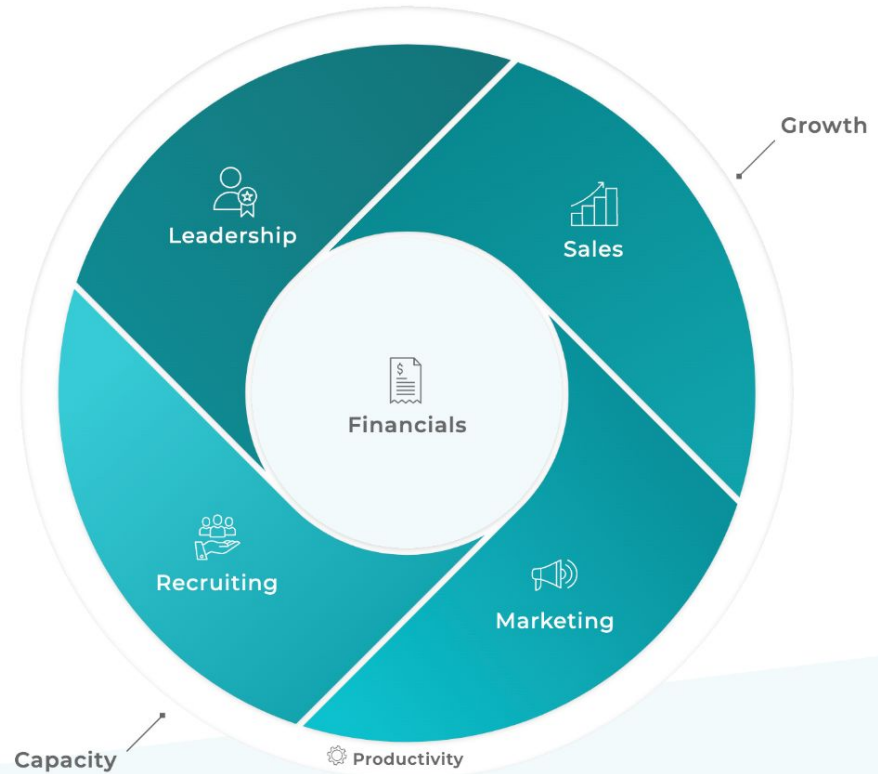 Growth
Leadership
Sales
$
Financials
Recruiting
Marketing
Capacity
Productivity